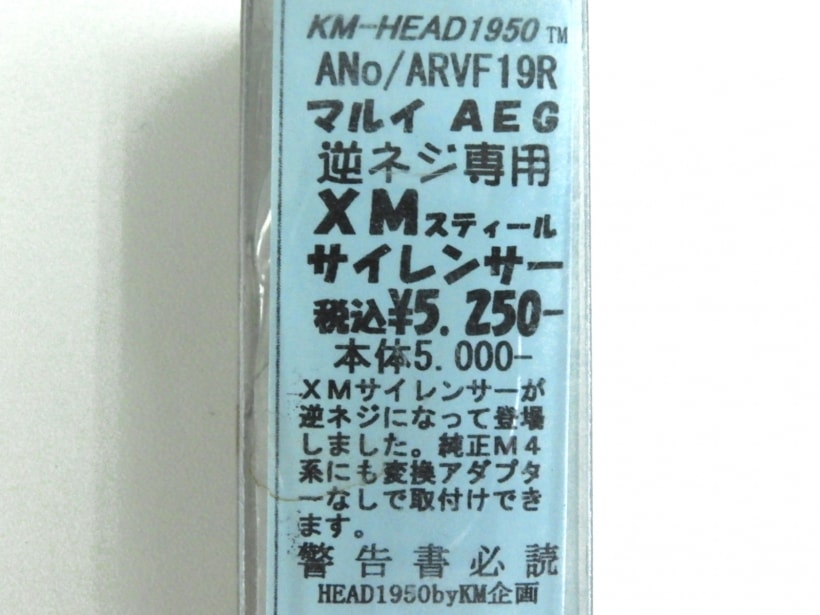 KM-HEAD1950 TM
ANo/ARVF19R
マルイ AEG
逆ネジ専用
XMスティール
サイレンサー
税込¥5.250-
本体5.000-
XMサイレンサーが
逆ネジになって登場
しました。純正M4
系にも変換アダプタ
ーなしで取付けでき
ます。
警告書必読
HEAD1950byKM企画